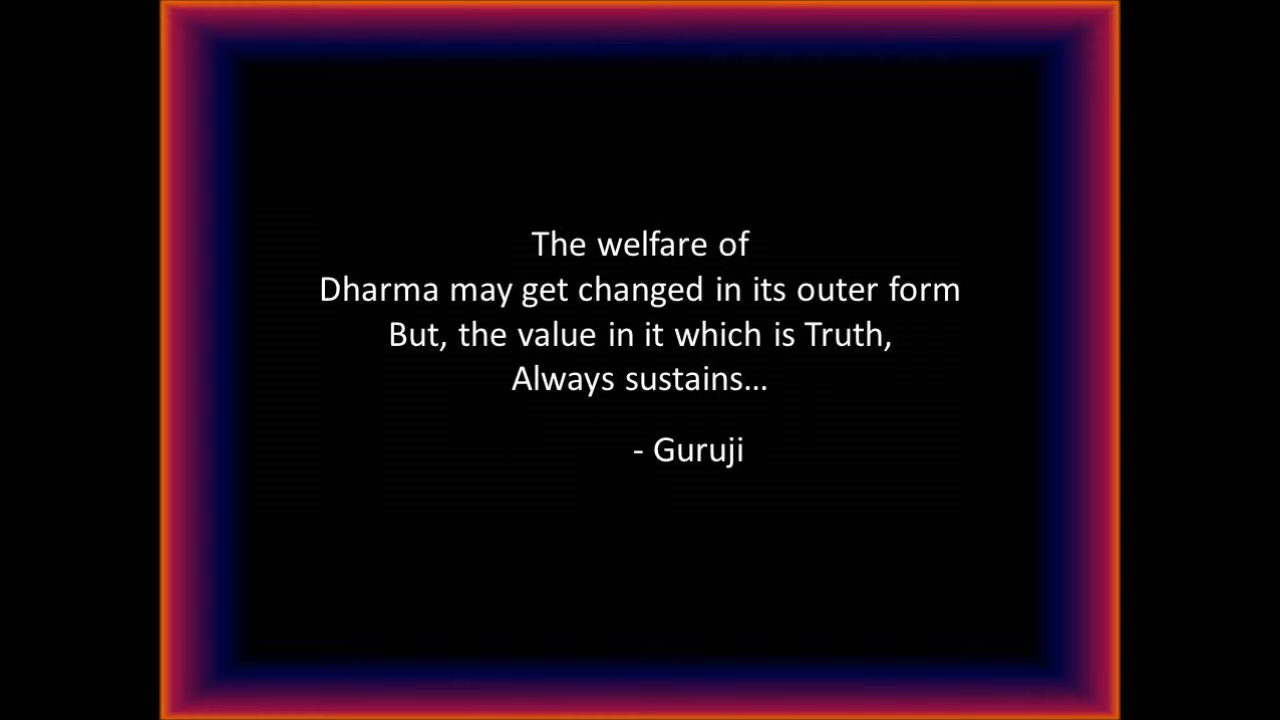 The welfare of
Dharma may get changed in its outer form
But, the value in it which is Truth,
Always sustains...
- Guruji